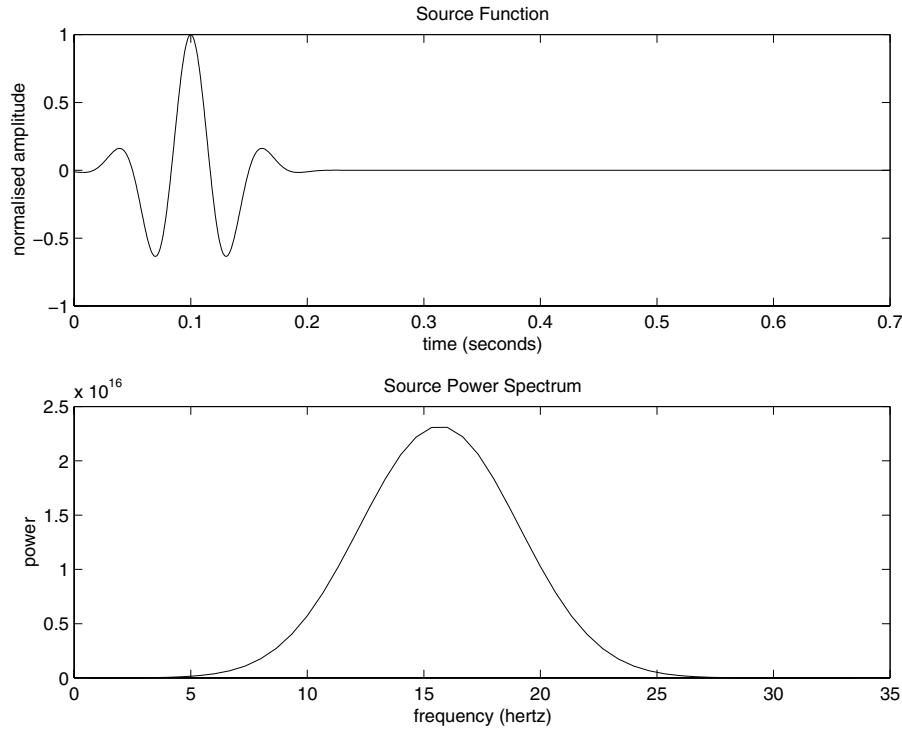 Source Function
1
0.5
0
−0.5
−1
normalised amplitude
0 0.1 0.2 0.3 0.4 0.5 0.6 0.7
time (seconds)
x 10^16
Source Power Spectrum
2.5
2
1.5
1
0.5
0
power
0 5 10 15 20 25 30 35
frequency (hertz)